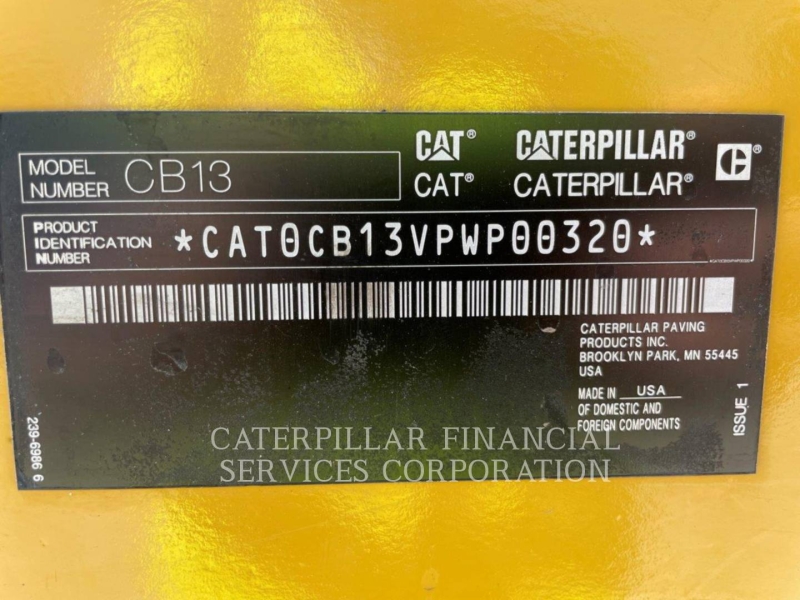 MODEL
NUMBER
CB13
CAT®
CATERPILLAR®
CAT®
CATERPILLAR®
PRODUCT
IDENTIFICATION
NUMBER
*CAT0CB13VPWP00320*
CATERPILLAR PAVING
PRODUCTS INC.
BROOKLYN PARK, MN 55445
USA
MADE IN USA
OF DOMESTIC AND
FOREIGN COMPONENTS
ISSUE 1
239-6986 6
CATERPILLAR FINANCIAL
SERVICES CORPORATION